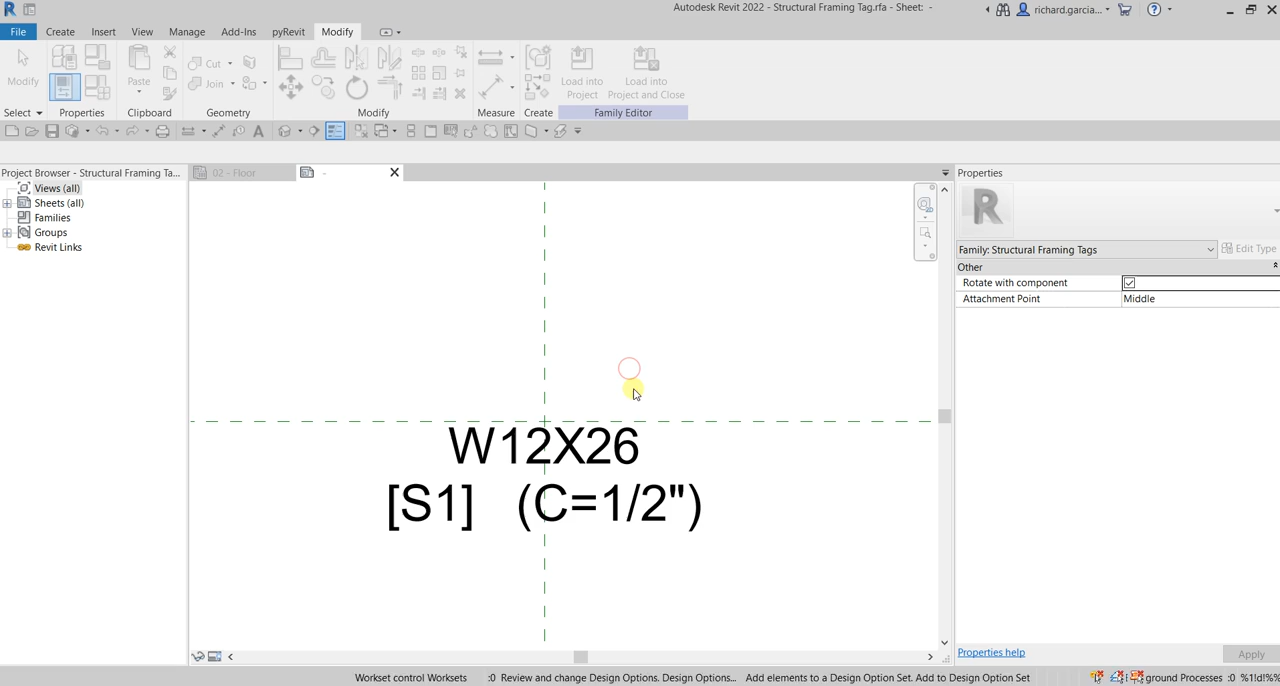 Autodesk Revit 2022 - Structural Framing Tag.rfa - Sheet: -
richard.garcia...
File Create Insert View Manage Add-Ins pyRevit Modify
Modify
Paste
Cut
Join
Load into Project
Load into Project and Close
Select Properties Clipboard Geometry Modify Measure Create Family Editor
Project Browser - Structural Framing Ta...
Views (all)
Sheets (all)
Families
Groups
Revit Links
02 - Floor
-
W12X26
[S1] (C=1/2")
Properties
R
Family: Structural Framing Tags
Edit Type
Other
Rotate with component
Attachment Point Middle
Properties help
Apply
Workset control Worksets :0 Review and change Design Options. Design Options... Add elements to a Design Option Set. Add to Design Option Set ground Processes :0